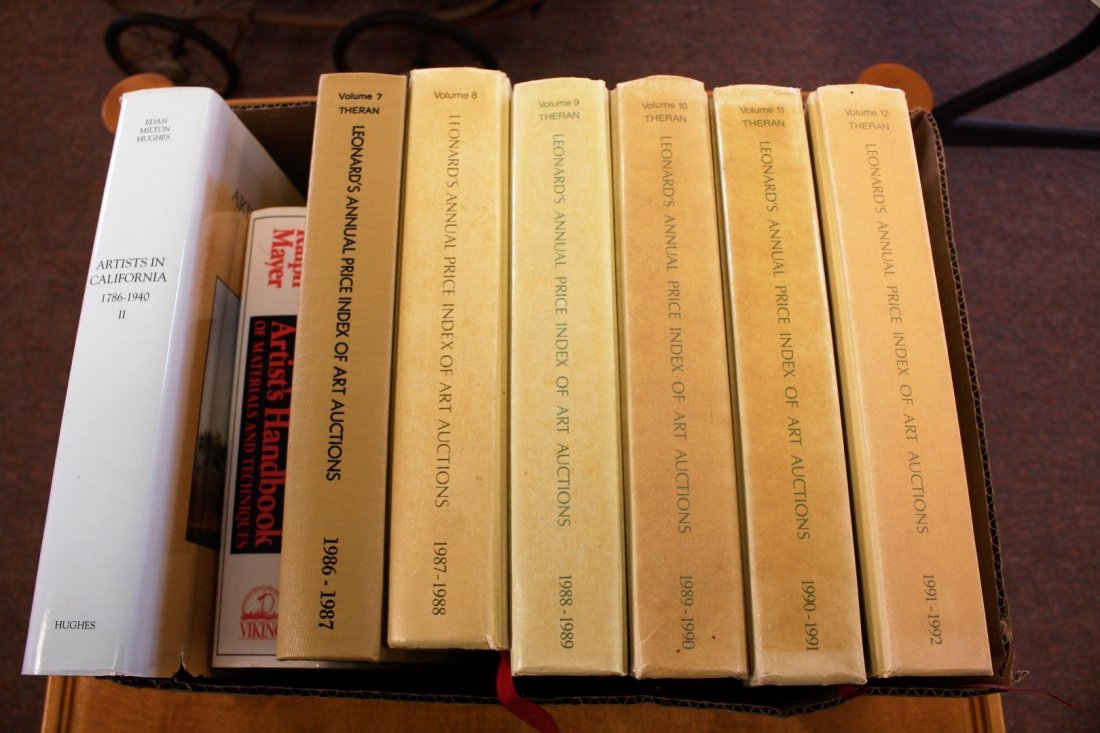 EDAN
MILTON
HUGHES
ARTISTS IN
CALIFORNIA
1786-1940
II
HUGHES
Ralph
Mayer
Artist's Handbook
OF MATERIALS AND TECHNIQUES
VIKING
Volume 7
THERAN
LEONARD'S ANNUAL PRICE INDEX OF ART AUCTIONS
1986-1987
Volume 8
LEONARD'S ANNUAL PRICE INDEX OF ART AUCTIONS
1987-1988
Volume 9
THERAN
LEONARD'S ANNUAL PRICE INDEX OF ART AUCTIONS
1988-1989
Volume 10
THERAN
LEONARD'S ANNUAL PRICE INDEX OF ART AUCTIONS
1989-1990
Volume 11
THERAN
LEONARD'S ANNUAL PRICE INDEX OF ART AUCTIONS
1990-1991
Volume 12
THERAN
LEONARD'S ANNUAL PRICE INDEX OF ART AUCTIONS
1991-1992